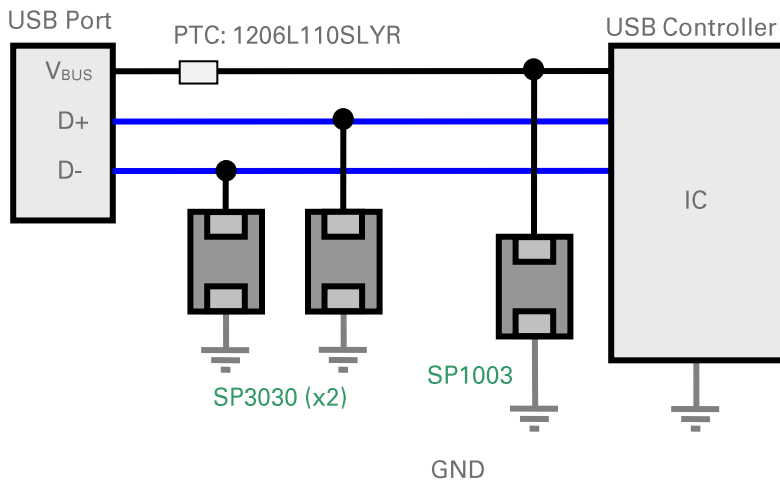 USB Port
PTC: 1206L110SLYR
USB Controller
VBUS
D+
D-
IC
SP1003
SP3030 (x2)
GND